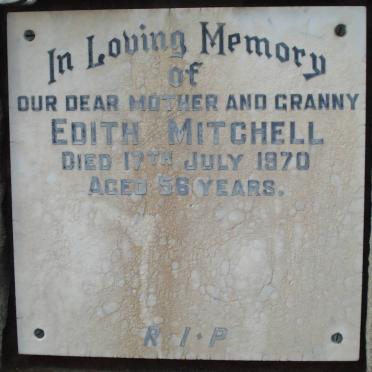 In Loving Memory
of
OUR DEAR MOTHER AND GRANNY
EDITH MITCHELL
DIED 17TH JULY 1970
AGED 56 YEARS.
R·I·P